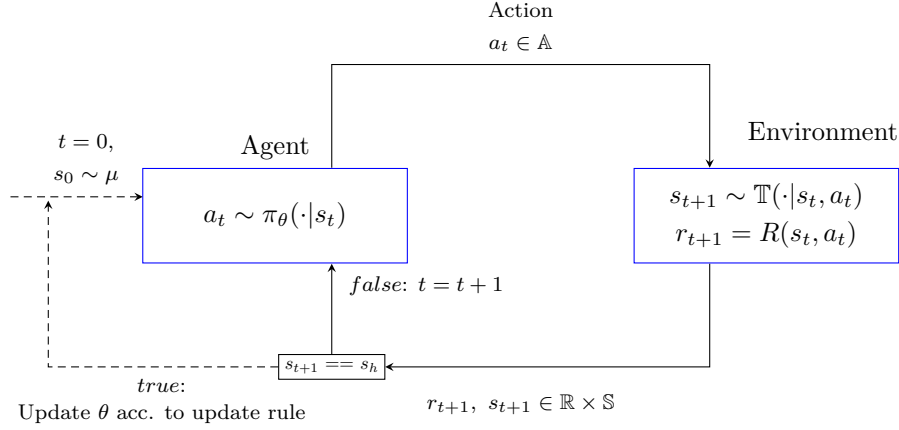 Action
a_t ∈ 𝔸
Environment
t = 0,
Agent
s_0 ∼ μ
s_{t+1} ∼ 𝕋(·|s_t, a_t)
a_t ∼ π_θ(·|s_t)
r_{t+1} = R(s_t, a_t)
false: t = t + 1
s_{t+1} == s_h
true:
Update θ acc. to update rule
r_{t+1}, s_{t+1} ∈ ℝ × 𝕊